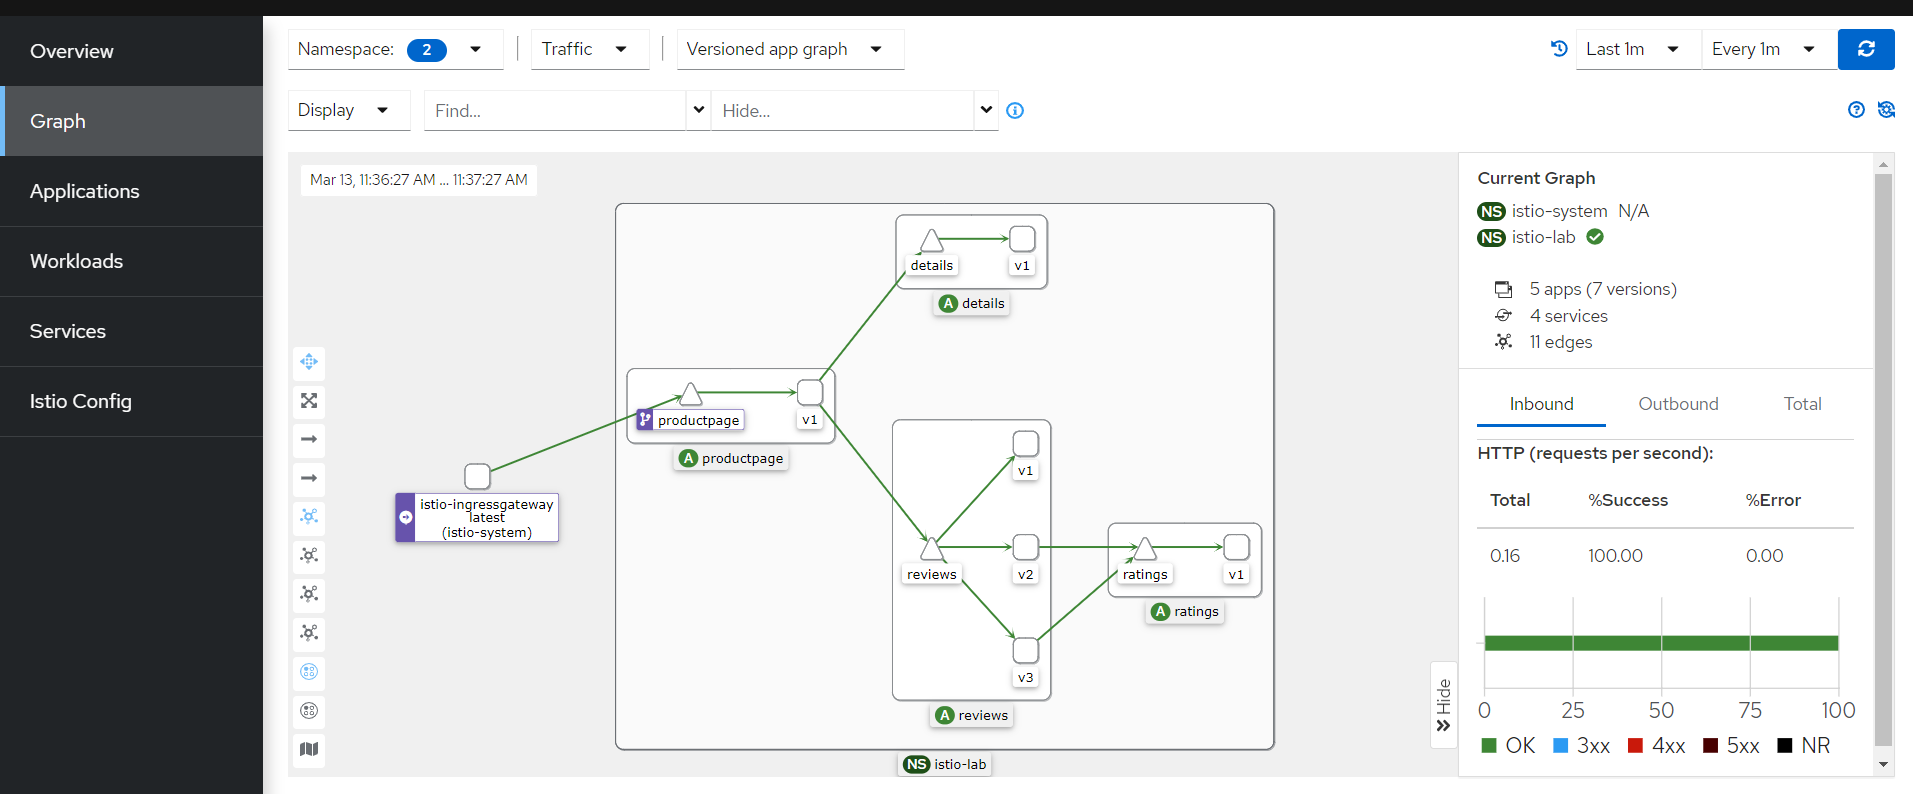 Overview
Graph
Applications
Workloads
Services
Istio Config
Namespace: 2
Traffic
Versioned app graph
Last 1m
Every 1m
Display
Find...
Hide...
Mar 13, 11:36:27 AM ... 11:37:27 AM
details
v1
A details
productpage
v1
A productpage
istio-ingressgateway
latest
(istio-system)
v1
reviews
v2
v3
A reviews
ratings
v1
A ratings
NS istio-lab
Hide
Current Graph
NS istio-system N/A
NS istio-lab
5 apps (7 versions)
4 services
11 edges
Inbound Outbound Total
HTTP (requests per second):
Total %Success %Error
0.16 100.00 0.00
0 25 50 75 100
OK 3xx 4xx 5xx NR